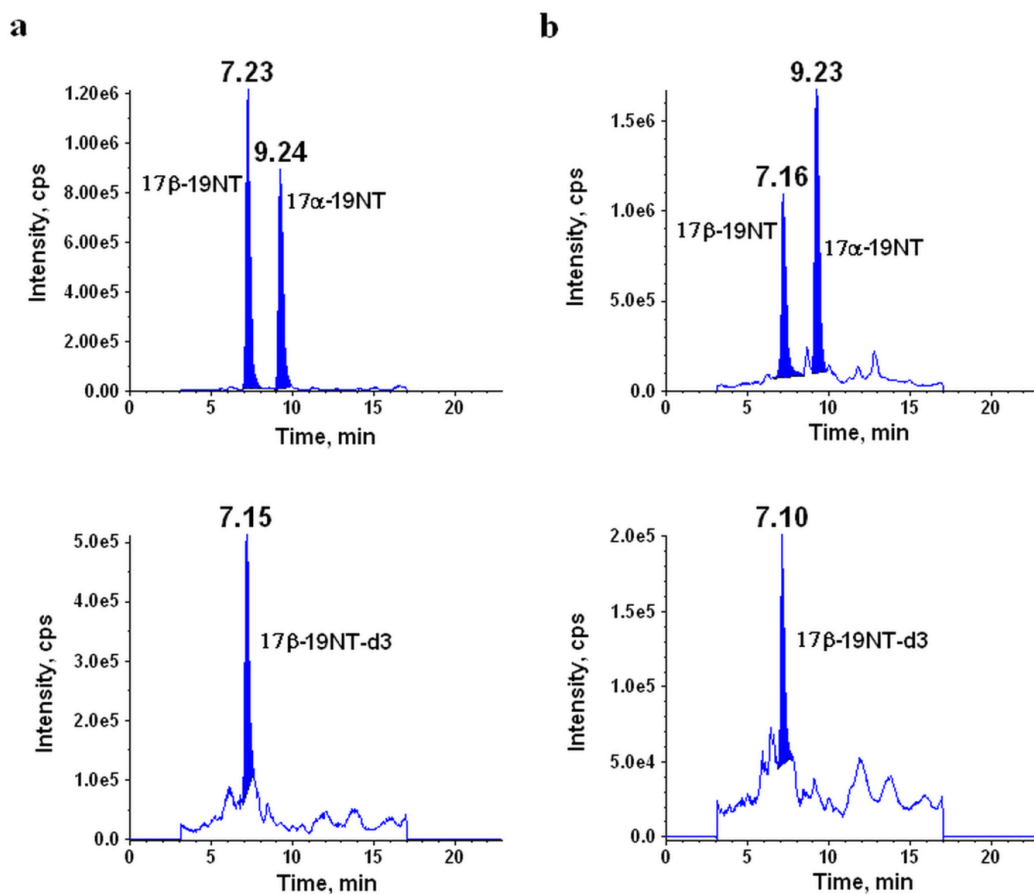 a
7.23
1.20e6
1.00e6
9.24
17β-19NT
8.00e5
17α-19NT
6.00e5
4.00e5
2.00e5
0.00
Intensity, cps
0 5 10 15 20
Time, min
b
9.23
1.5e6
7.16
1.0e6
17β-19NT
17α-19NT
5.0e5
0.0
Intensity, cps
0 5 10 15 20
Time, min
7.15
5.0e5
4.0e5
17β-19NT-d3
3.0e5
2.0e5
1.0e5
0.0
Intensity, cps
0 5 10 15 20
Time, min
7.10
2.0e5
1.5e5
17β-19NT-d3
1.0e5
5.0e4
0.0
Intensity, cps
0 5 10 15 20
Time, min